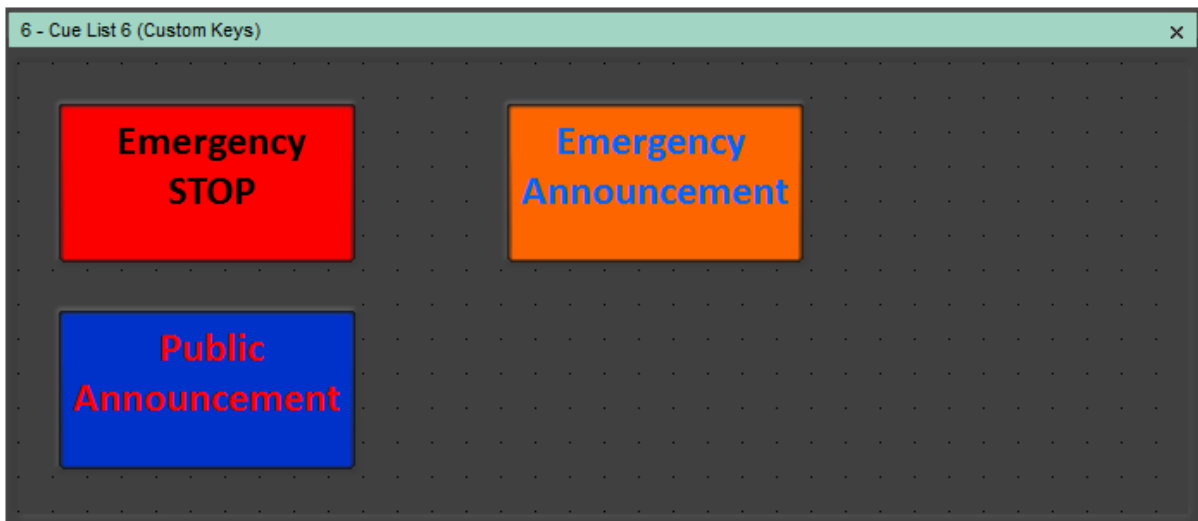 6 - Cue List 6 (Custom Keys)
Emergency
STOP
Emergency
Announcement
Public
Announcement